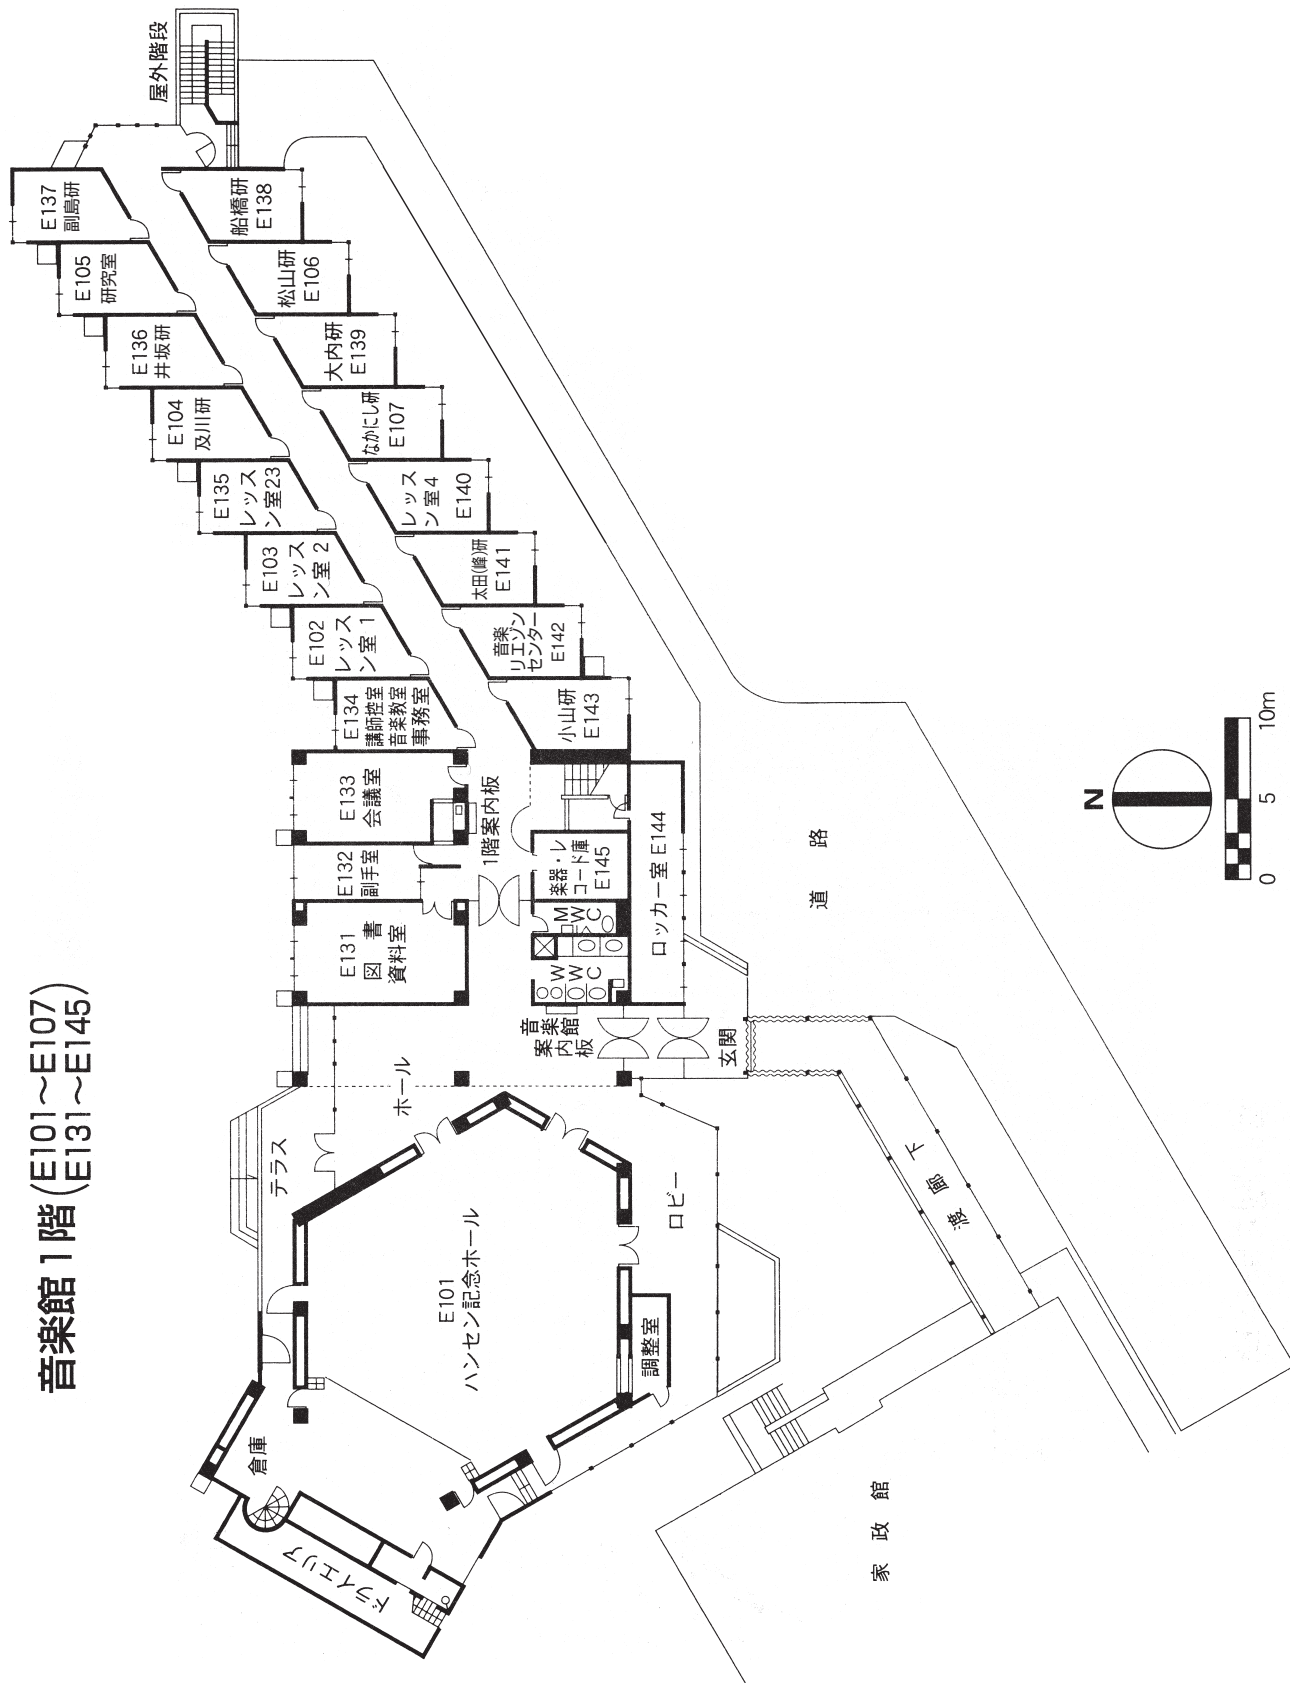 音楽館1階(E101～E107)
(E131～E145)
屋外階段
E137
副島研
E105
研究室
E136
井坂研
E104
及川研
E135
レッス
ン室23
E103
レッス
ン室2
E102
レッス
ン室1
E134
講師控室
音楽教室
事務室
E133
会議室
E132
副手室
E131
図書
資料室
船橋研
E138
松山研
E106
大内研
E139
なかにし研
E107
レッス
ン室4
E140
太田(峰)研
E141
音楽
リエゾン
センター
E142
小山研
E143
1階案内板
楽器・レ
コード庫
E145
ロッカー室 E144
MWC
WWC
音楽館
案内板
玄関
ホール
テラス
ロビー
E101
ハンセン記念ホール
調整室
倉庫
ドライエリア
渡廊下
家政館
道路
N
0 5 10m